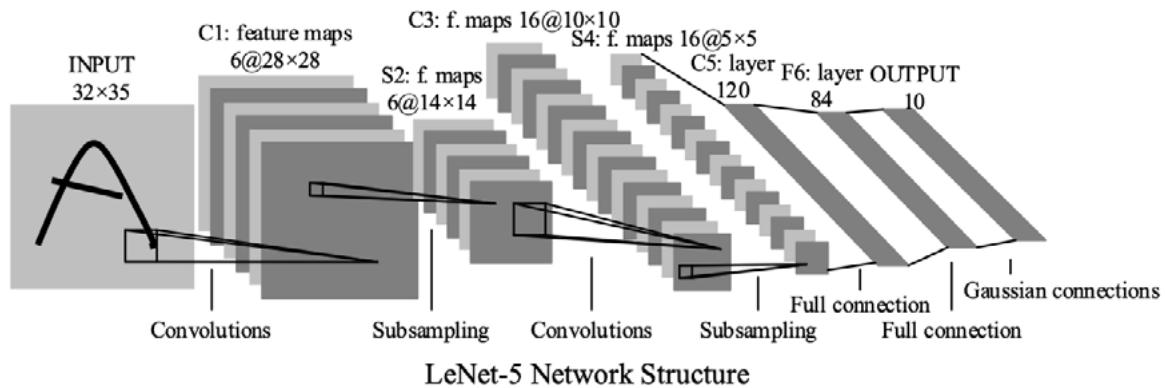 INPUT
32×35
C1: feature maps
6@28×28
S2: f. maps
6@14×14
C3: f. maps 16@10×10
S4: f. maps 16@5×5
C5: layer
120
F6: layer
84
OUTPUT
10
Convolutions
Subsampling
Convolutions
Subsampling
Full connection
Full connection
Gaussian connections
LeNet-5 Network Structure